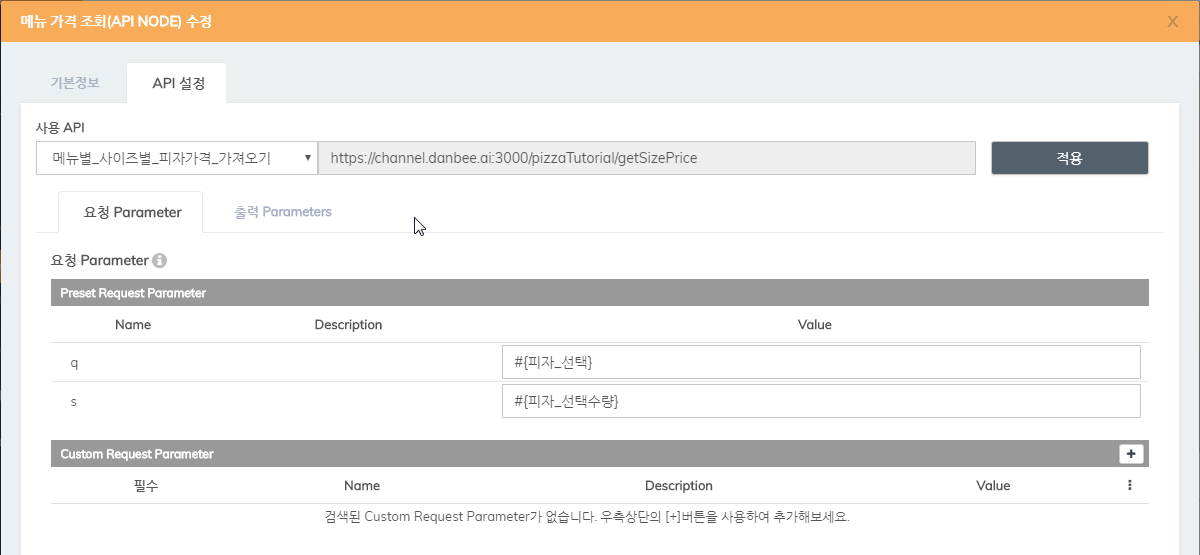 메뉴 가격 조회(API NODE) 수정 X
기본정보 API 설정
사용 API
메뉴별_사이즈별_피자가격_가져오기 https://channel.danbee.ai:3000/pizzaTutorial/getSizePrice 적용
요청 Parameter 출력 Parameters
요청 Parameter
Preset Request Parameter
Name Description Value
q #{피자_선택}
s #{피자_선택수량}
Custom Request Parameter +
필수 Name Description Value
검색된 Custom Request Parameter가 없습니다. 우측상단의 [+]버튼을 사용하여 추가해보세요.